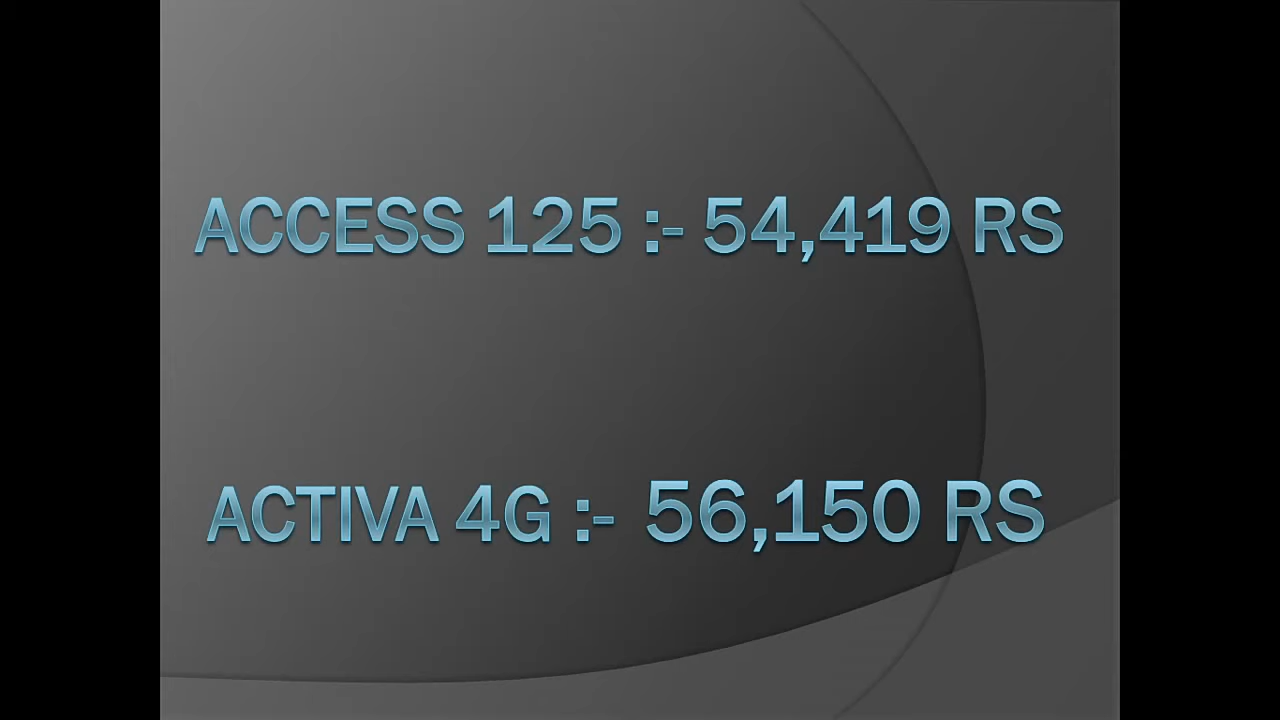 ACCESS 125 :- 54,419 RS
ACTIVA 4G :- 56,150 RS